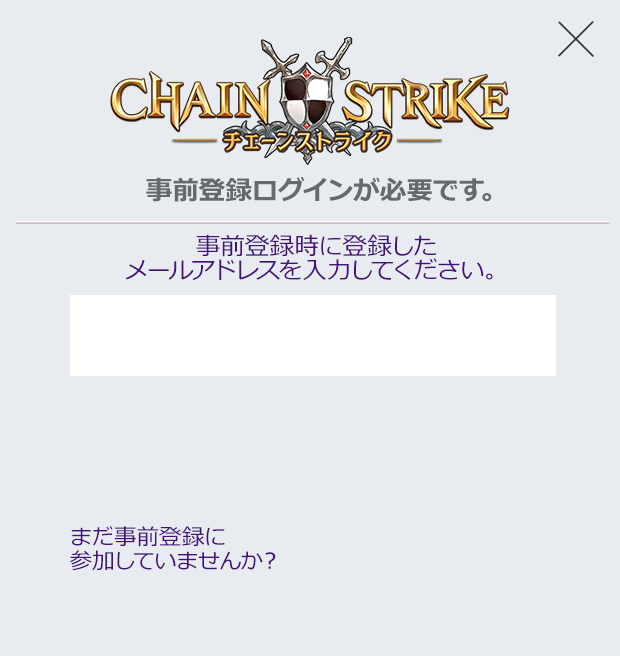 CHAIN STRIKE
チェーンストライク
事前登録ログインが必要です。
事前登録時に登録した
メールアドレスを入力してください。
まだ事前登録に
参加していませんか?